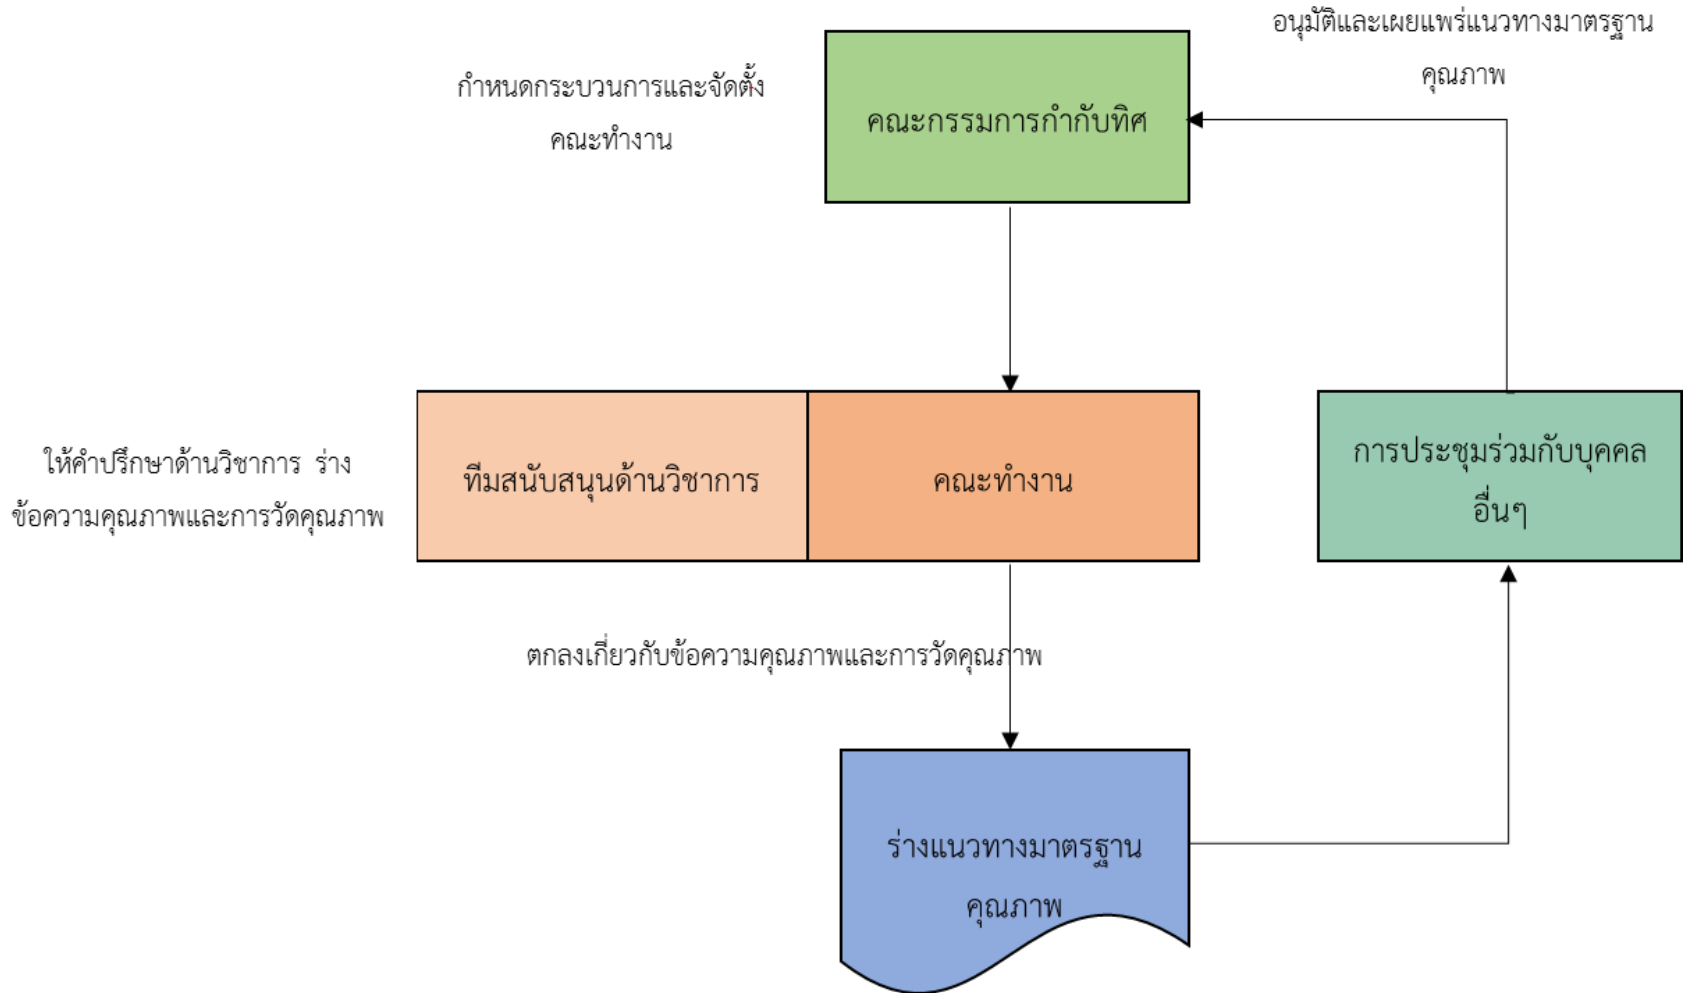 อนุมัติและเผยแพร่แนวทางมาตรฐาน
คุณภาพ
กำหนดกระบวนการและจัดตั้ง
คณะทำงาน
คณะกรรมการกำกับทิศ
ให้คำปรึกษาด้านวิชาการ ร่าง
ข้อความคุณภาพและการวัดคุณภาพ
ทีมสนับสนุนด้านวิชาการ
คณะทำงาน
การประชุมร่วมกับบุคคล
อื่นๆ
ตกลงเกี่ยวกับข้อความคุณภาพและการวัดคุณภาพ
ร่างแนวทางมาตรฐาน
คุณภาพ